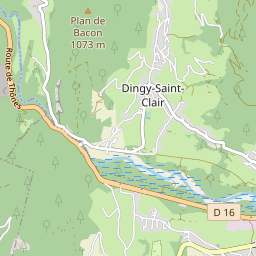 Plan de
Bacon
1073 m
Dingy-Saint-
Clair
Route de Thônes
D 16